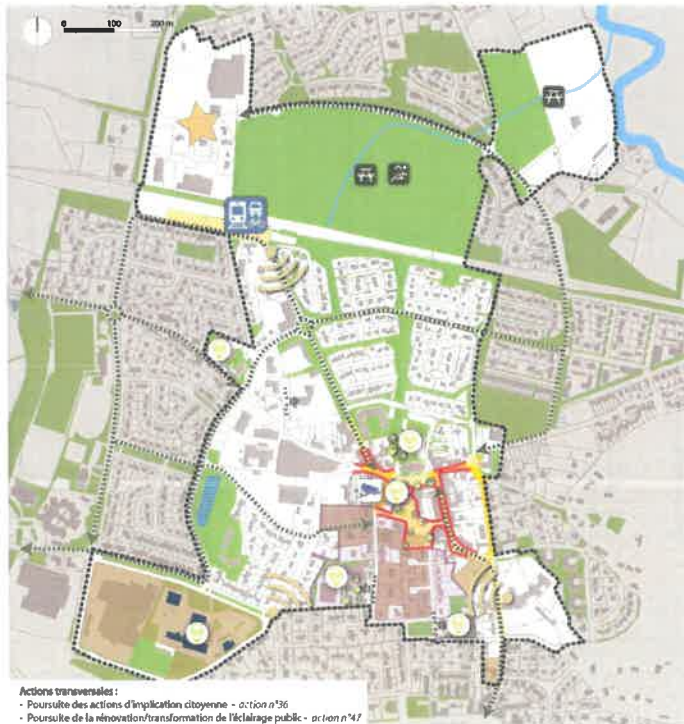 0 100 200 m
Actions transversales :
- Poursuite des actions d'implication citoyenne - action n°36
- Poursuite de la rénovation/transformation de l'éclairage public - action n°47